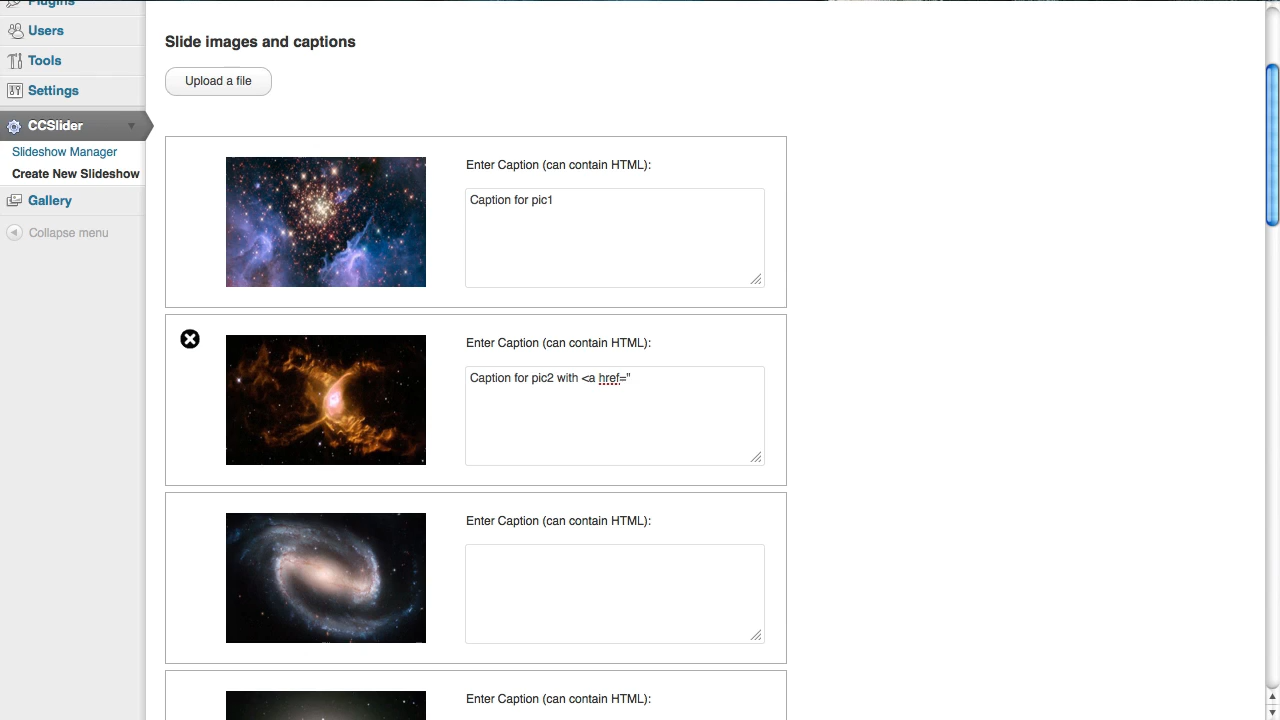 Plugins
Users
Tools
Settings
CCSlider
Slideshow Manager
Create New Slideshow
Gallery
Collapse menu
Slide images and captions
Upload a file
Enter Caption (can contain HTML):
Caption for pic1
Enter Caption (can contain HTML):
Caption for pic2 with <a href="
Enter Caption (can contain HTML):
Enter Caption (can contain HTML):